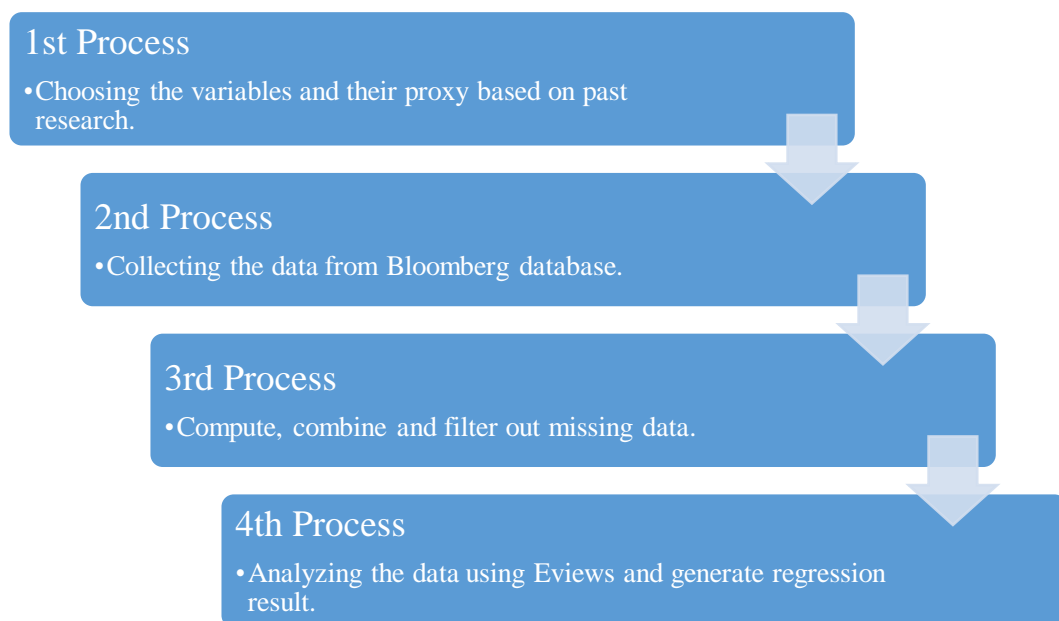 1st Process
•Choosing the variables and their proxy based on past
research.
2nd Process
•Collecting the data from Bloomberg database.
3rd Process
•Compute, combine and filter out missing data.
4th Process
•Analyzing the data using Eviews and generate regression
result.